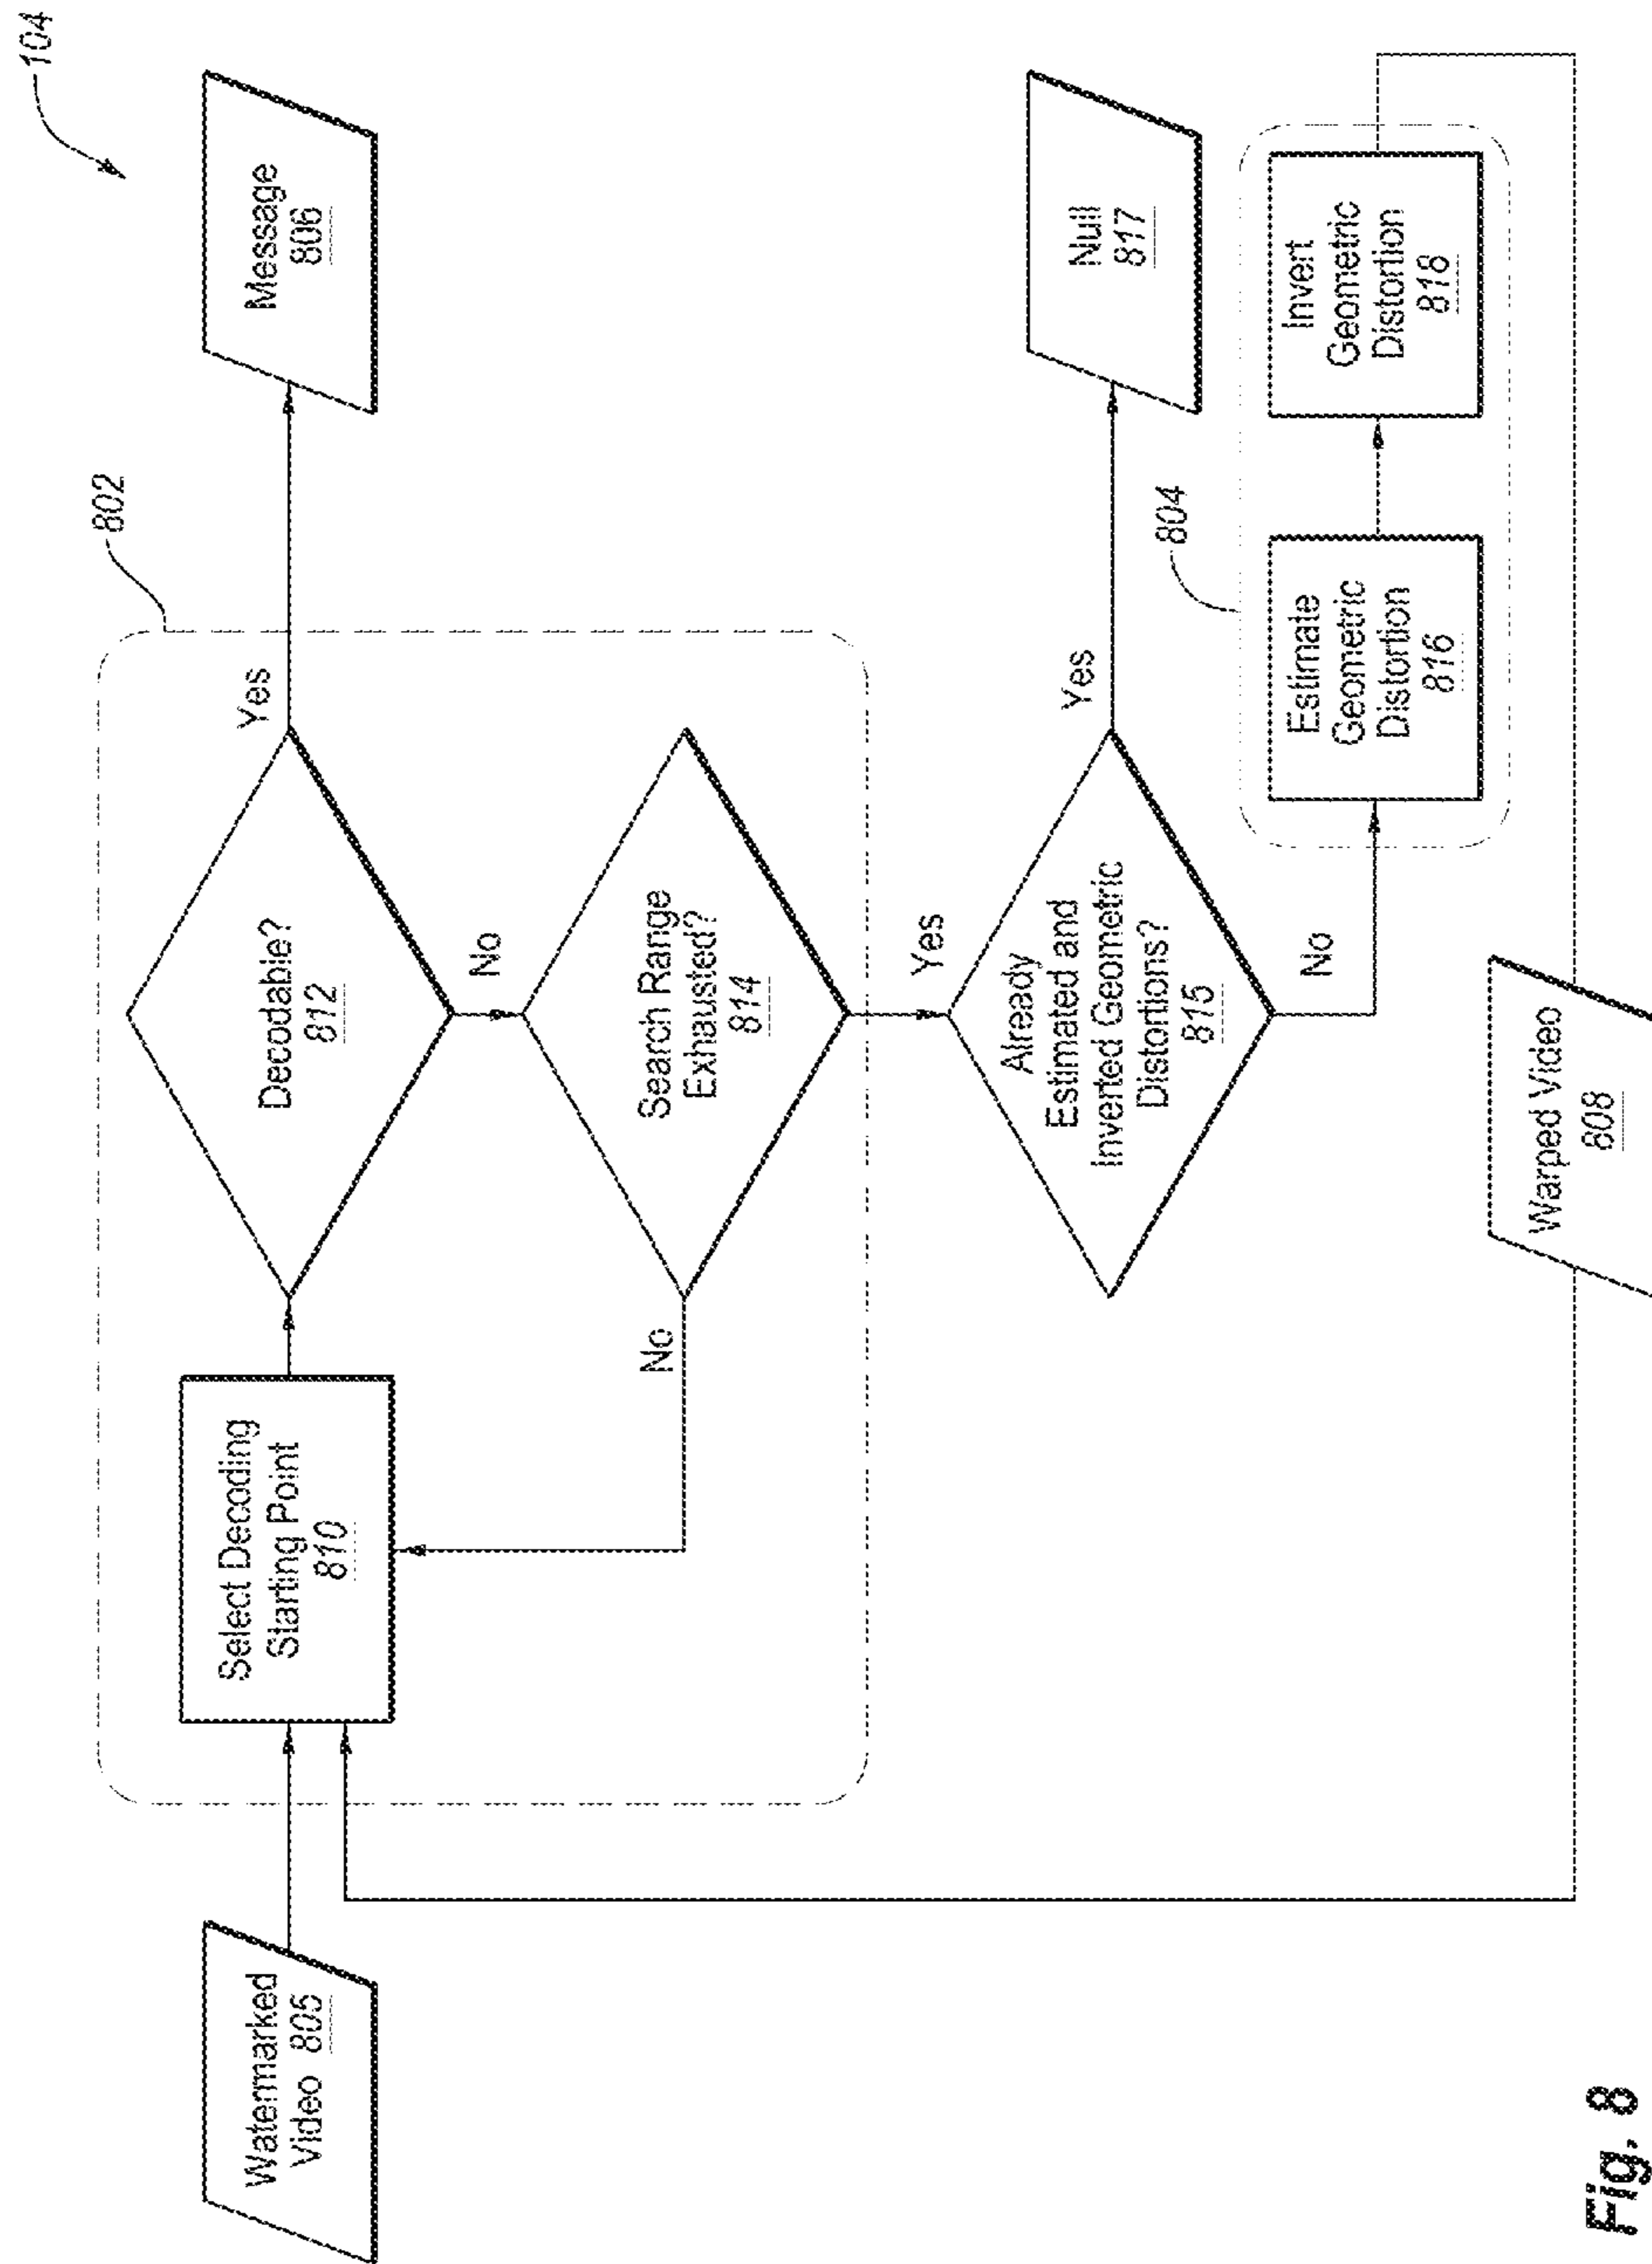 104
802
Watermarked
Video 805
Select Decoding
Starting Point
810
Decodable?
812
Yes
Message
806
No
Search Range
Exhausted?
814
No
Yes
Already
Estimated and
Inverted Geometric
Distortions?
815
Yes
Null
817
No
804
Estimate
Geometric
Distortion
816
Invert
Geometric
Distortion
818
Warped Video
808
Fig. 8